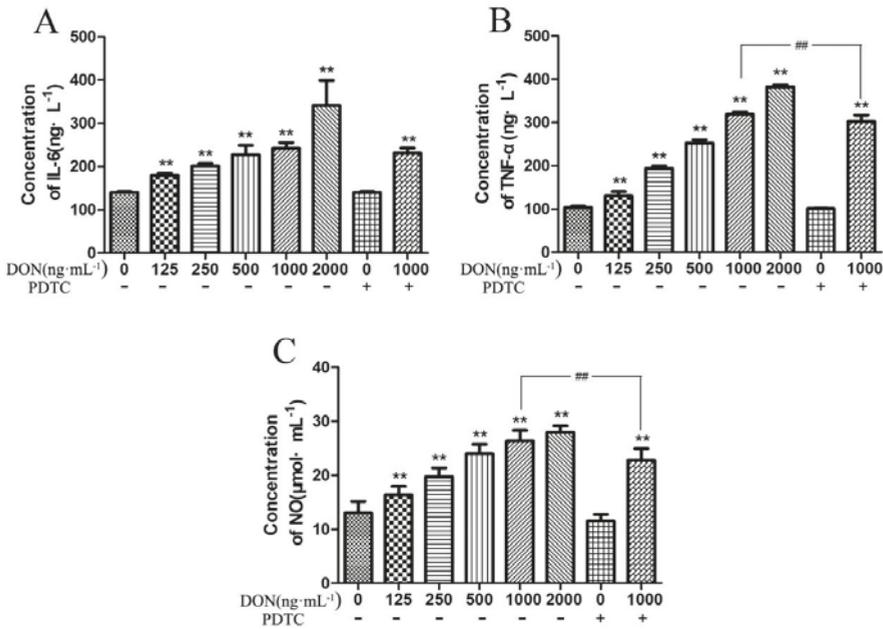 A
Concentration
of IL-6(ng· L⁻¹)
500
400
300
200
100
0
** ** ** ** ** **
DON(ng·mL⁻¹) 0 125 250 500 1000 2000 0 1000
PDTC - - - - - - + +
B
Concentration
of TNF-α (ng· L⁻¹)
500
400
300
200
100
0
##
** ** ** ** ** **
DON(ng·mL⁻¹) 0 125 250 500 1000 2000 0 1000
PDTC - - - - - - + +
C
Concentration
of NO(μmol· mL⁻¹)
40
30
20
10
0
##
** ** ** ** ** **
DON(ng·mL⁻¹) 0 125 250 500 1000 2000 0 1000
PDTC - - - - - - + +